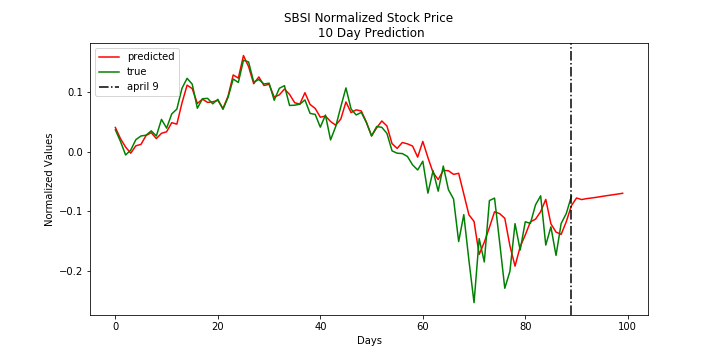 SBSI Normalized Stock Price
10 Day Prediction
predicted
true
april 9
Normalized Values
0.1
0.0
−0.1
−0.2
0
20
40
60
80
100
Days